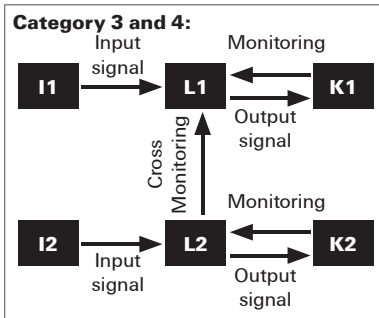 Category 3 and 4:
Input
signal
Monitoring
I1
L1
K1
Output
signal
Cross
Monitoring
Monitoring
I2
L2
K2
Input
signal
Output
signal